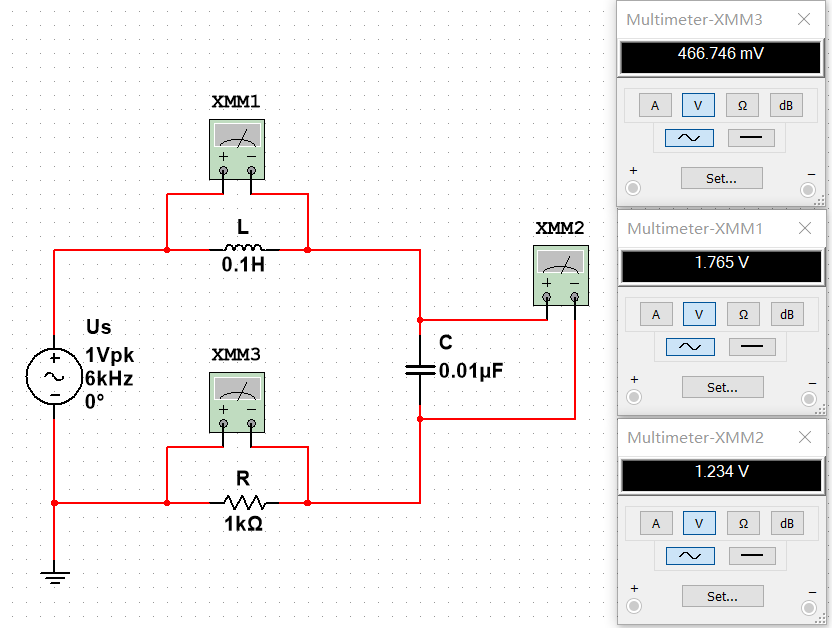 XMM1
L
0.1H
XMM2
Us
1Vpk
6kHz
0°
XMM3
C
0.01µF
R
1kΩ
Multimeter-XMM3
466.746 mV
A V Ω dB
+ −
Set...
Multimeter-XMM1
1.765 V
A V Ω dB
+ −
Set...
Multimeter-XMM2
1.234 V
A V Ω dB
+ −
Set...